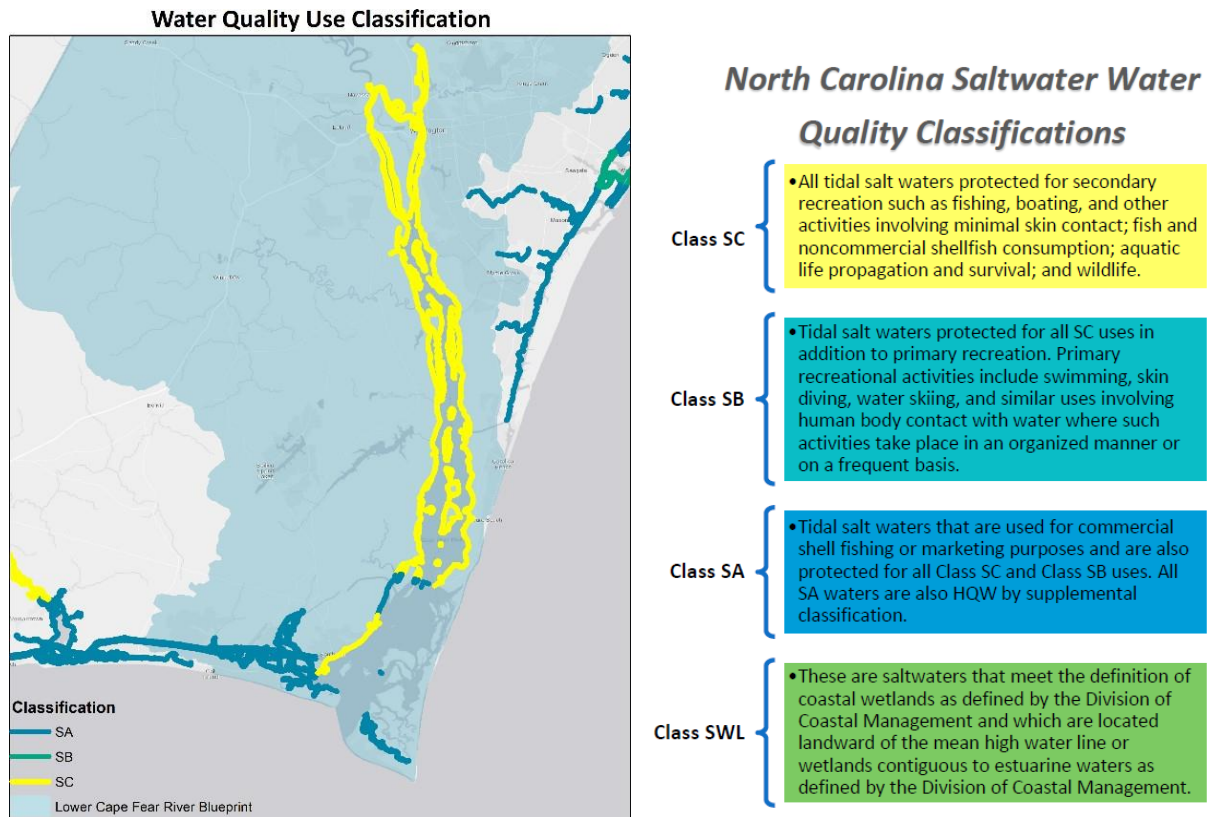 Water Quality Use Classification
Classification
SA
SB
SC
Lower Cape Fear River Blueprint
North Carolina Saltwater Water
Quality Classifications
Class SC
•All tidal salt waters protected for secondary
recreation such as fishing, boating, and other
activities involving minimal skin contact; fish and
noncommercial shellfish consumption; aquatic
life propagation and survival; and wildlife.
Class SB
•Tidal salt waters protected for all SC uses in
addition to primary recreation. Primary
recreational activities include swimming, skin
diving, water skiing, and similar uses involving
human body contact with water where such
activities take place in an organized manner or
on a frequent basis.
Class SA
•Tidal salt waters that are used for commercial
shell fishing or marketing purposes and are also
protected for all Class SC and Class SB uses. All
SA waters are also HQW by supplemental
classification.
Class SWL
•These are saltwaters that meet the definition of
coastal wetlands as defined by the Division of
Coastal Management and which are located
landward of the mean high water line or
wetlands contiguous to estuarine waters as
defined by the Division of Coastal Management.